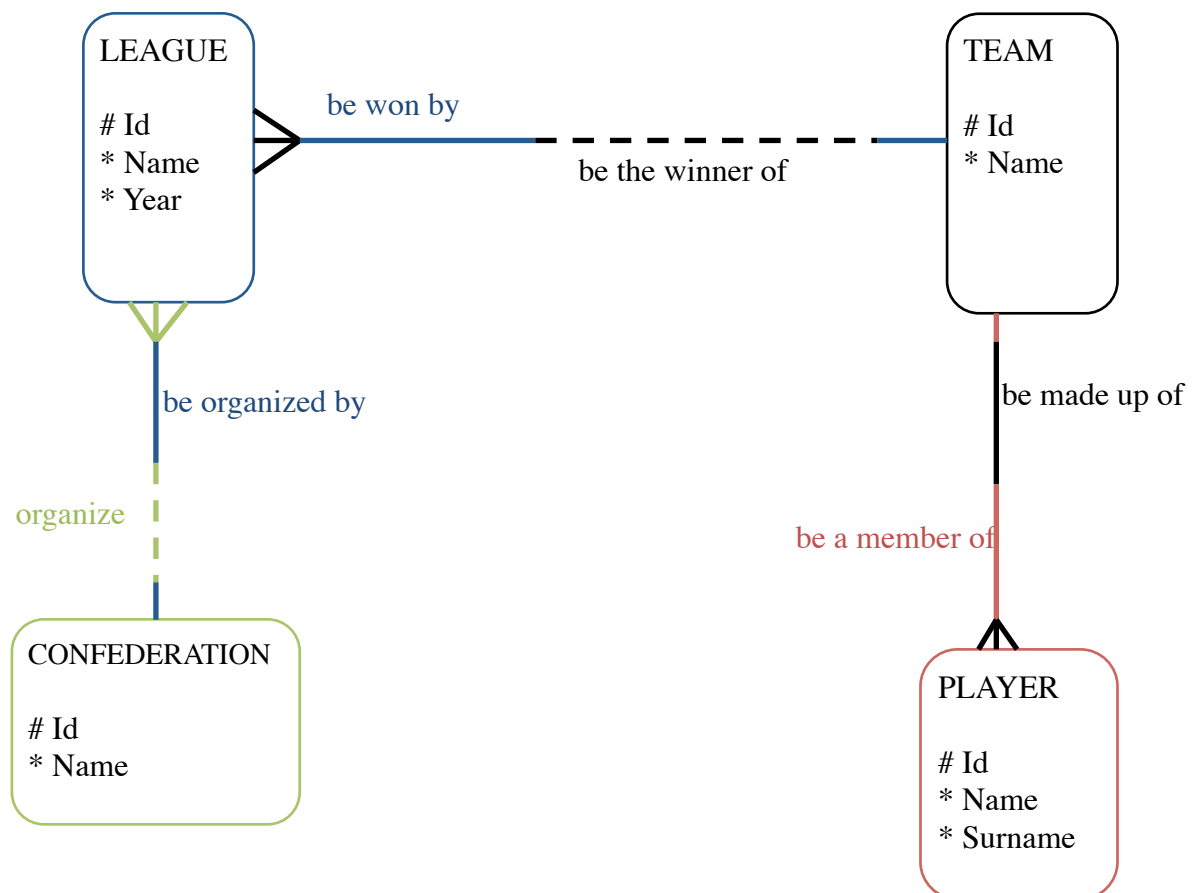 LEAGUE
# Id
* Name
* Year
be won by
be the winner of
TEAM
# Id
* Name
be organized by
organize
be made up of
be a member of
CONFEDERATION
# Id
* Name
PLAYER
# Id
* Name
* Surname